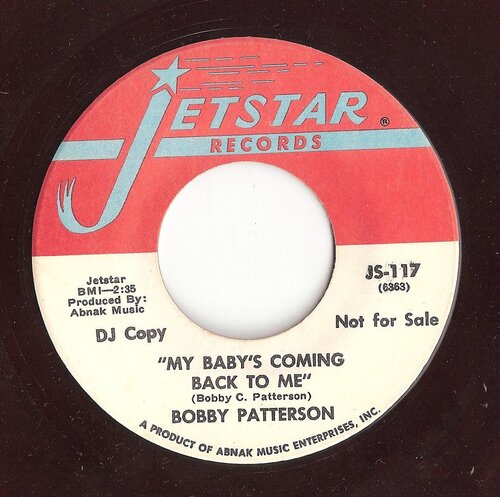 JETSTAR ®
RECORDS
Jetstar
BMI—2:35
Produced By:
Abnak Music
JS-117
(6363)
DJ Copy
Not for Sale
"MY BABY'S COMING
BACK TO ME"
(Bobby C. Patterson)
BOBBY PATTERSON
A PRODUCT OF ABNAK MUSIC ENTERPRISES, INC.